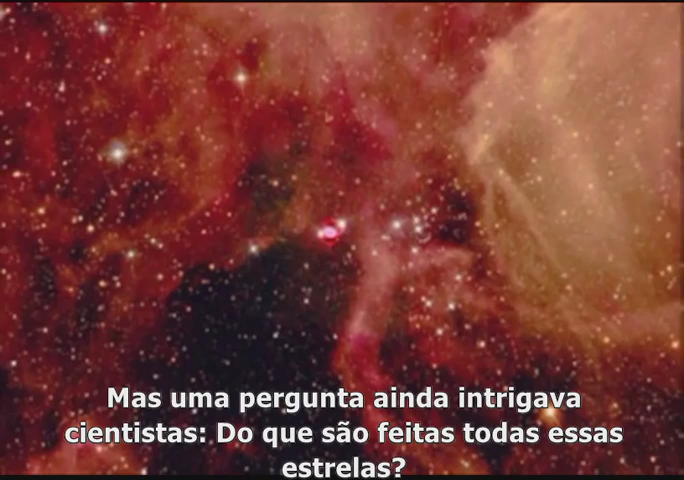 Mas uma pergunta ainda intrigava
cientistas: Do que são feitas todas essas
estrelas?